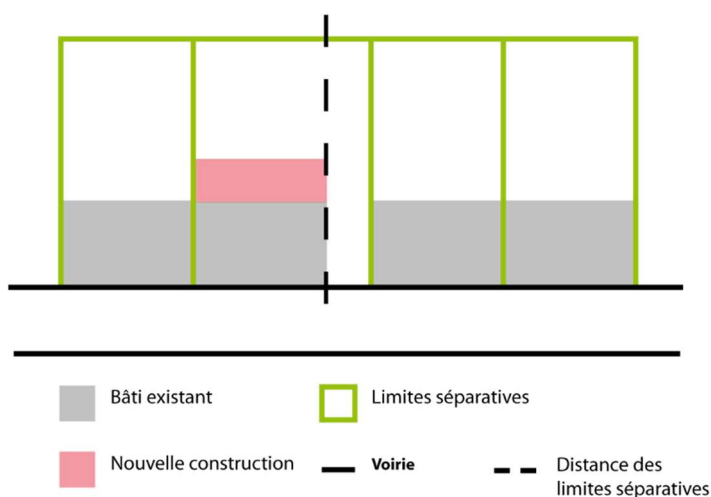 Bâti existant
Limites séparatives
Nouvelle construction
Voirie
Distance des
limites séparatives